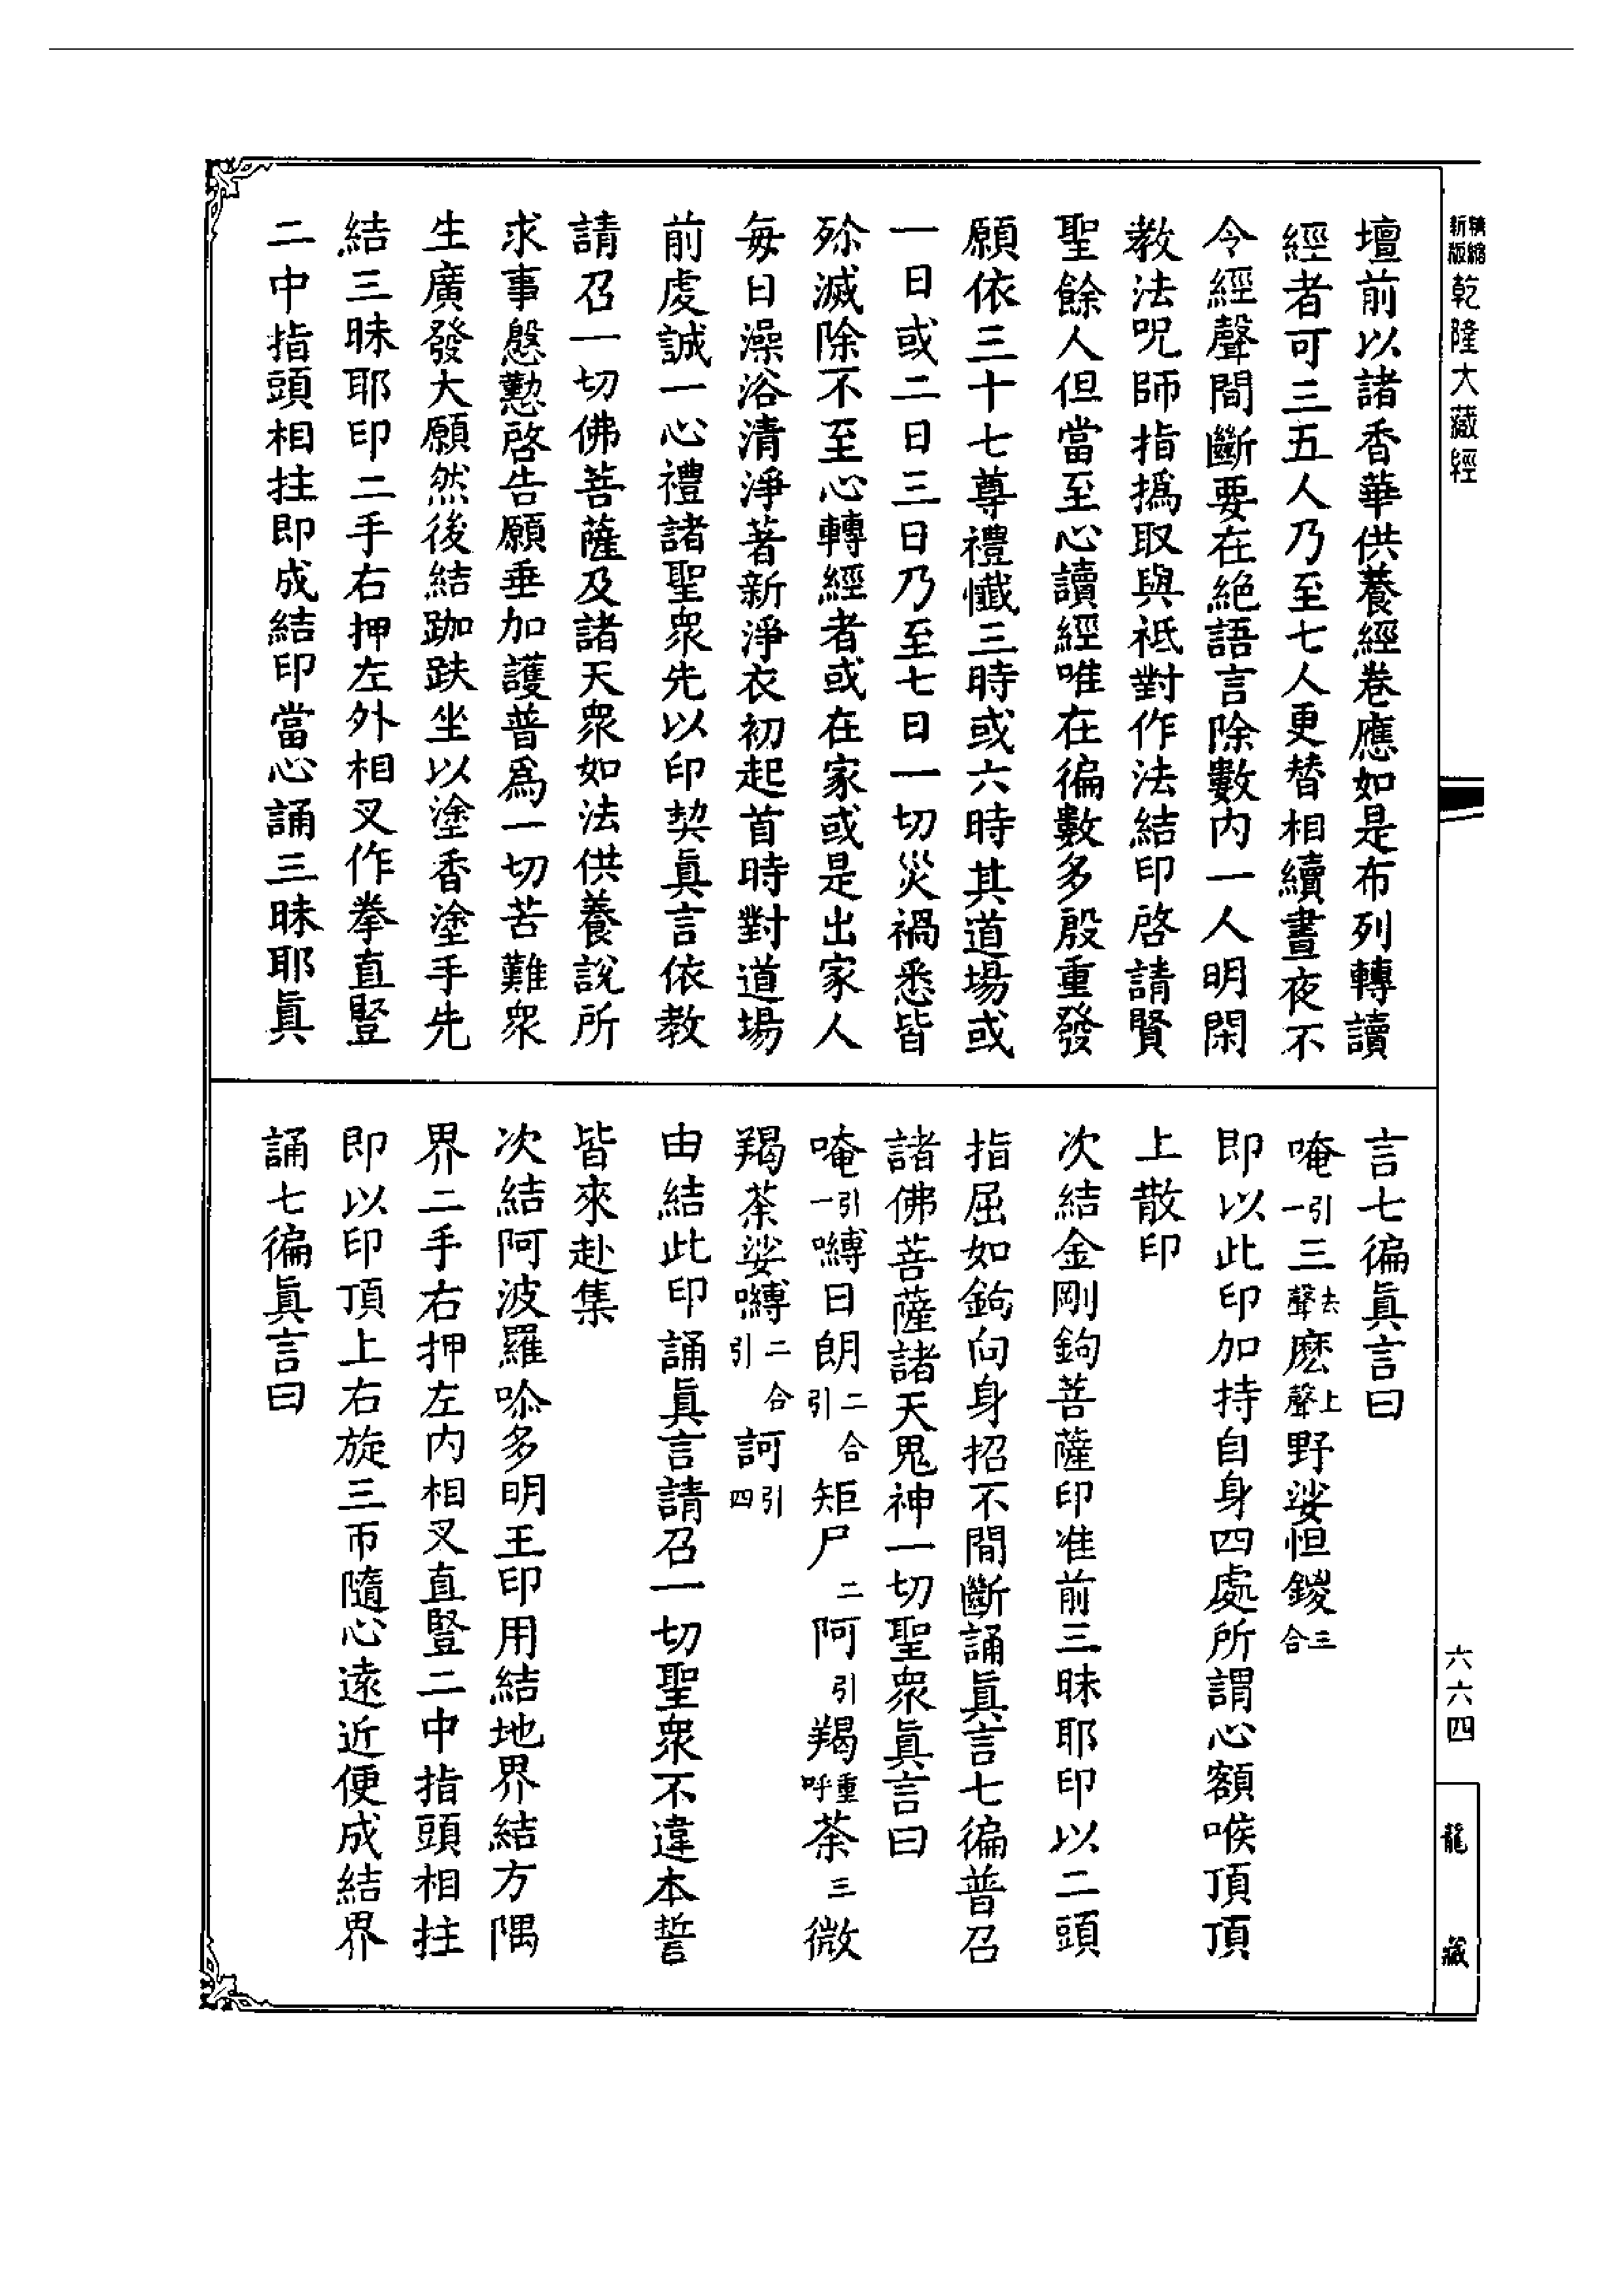 精縮新版乾隆大藏經
壇前以諸香華供養經卷應如是布列轉讀
經者可三五人乃至七人更替相續晝夜不
令經聲間斷要在絕語言除數內一人明閑
教法呪師指撝取與祗對作法結印啓請賢
聖餘人但當至心讀經唯在徧數多殷重發
願依三十七尊禮懺三時或六時其道場或
一日或二日三日乃至七日一切災禍悉皆
殄滅除不至心轉經者或在家或是出家人
每日澡浴清淨著新淨衣初起首時對道場
前虔誠一心禮諸聖眾先以印契眞言依教
請召一切佛菩薩及諸天眾如法供養說所
求事慇懃啓告願垂加護普爲一切苦難眾
生廣發大願然後結跏趺坐以塗香塗手先
結三昧耶印二手右押左外相叉作拳直豎
二中指頭相拄即成結印當心誦三昧耶眞
言七徧眞言曰
唵引一三去聲麽上聲野娑怛鍐三合
即以此印加持自身四處所謂心額喉頂頂
上散印
次結金剛鉤菩薩印准前三昧耶印以二頭
指屈如鉤向身招不間斷誦眞言七徧普召
諸佛菩薩諸天鬼神一切聖眾眞言曰
唵引一嚩日朗二合引矩尸二阿引羯重呼荼三微
羯荼娑嚩二合引訶引四
由結此印誦眞言請召一切聖眾不違本誓
皆來赴集
次結阿波羅唥多明王印用結地界結方隅
界二手右押左內相叉直豎二中指頭相拄
即以印頂上右旋三帀隨心遠近便成結界
誦七徧眞言曰
六六四
龍藏